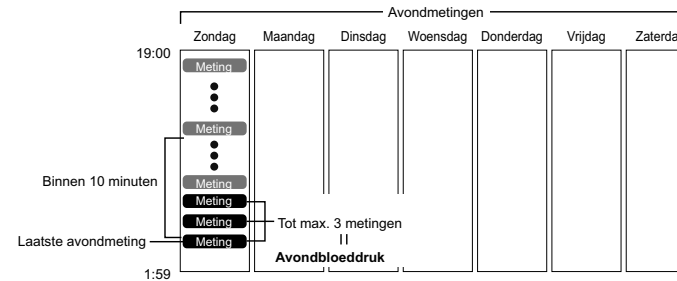 Avondmetingen
Zondag Maandag Dinsdag Woensdag Donderdag Vrijdag Zaterda
19:00
Meting
Meting
Binnen 10 minuten
Meting
Meting
Meting
Tot max. 3 metingen
Laatste avondmeting
Meting
Avondbloeddruk
1:59